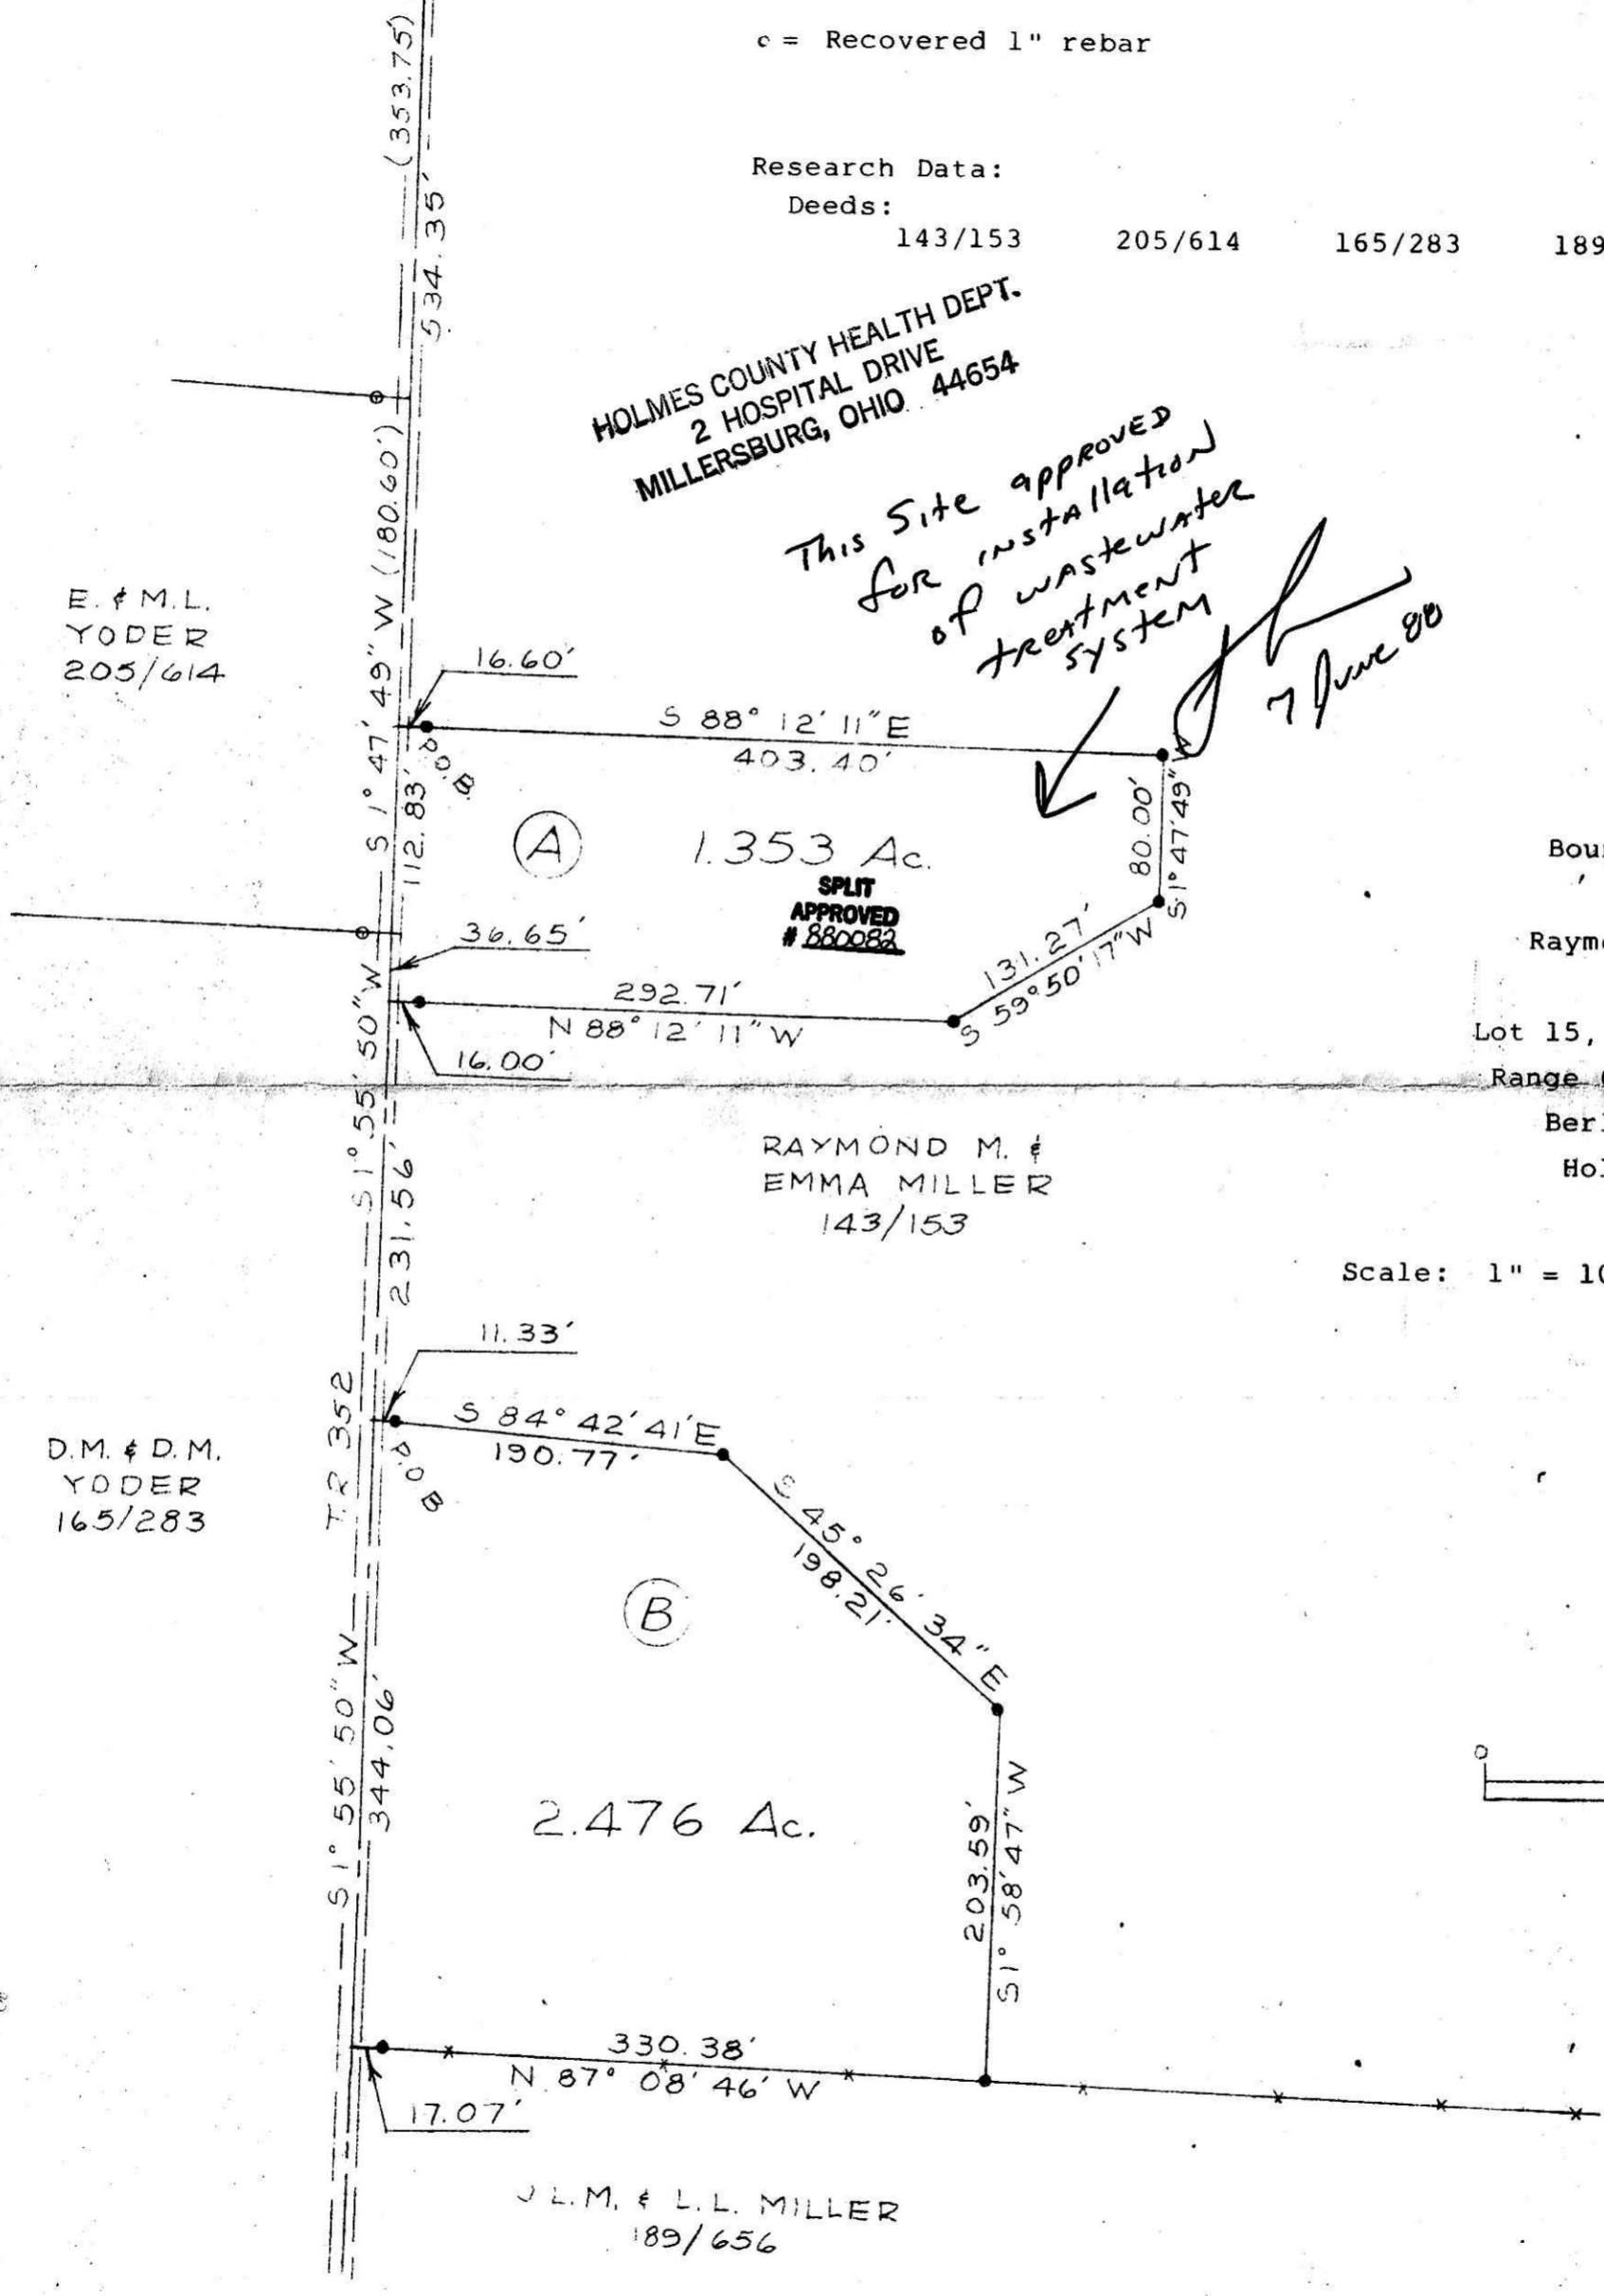 c = Recovered 1" rebar
Research Data:
Deeds:
143/153 205/614 165/283 189
(353.75)
534.35'
HOLMES COUNTY HEALTH DEPT.
2 HOSPITAL DRIVE
MILLERSBURG, OHIO 44654
This Site approved
for installation
of wastewater
treatment
system
7 June 88
E. & M.L.
YODER
205/614
S 1° 47' 49" W (180.60')
16.60'
S 88° 12' 11" E
403.40'
P.O.B.
112.83'
A
1.353 Ac.
SPLIT
APPROVED
# 880082
80.00'
S 1° 47' 49" W
131.27'
S 59° 50' 17" W
36.65'
292.71'
N 88° 12' 11" W
16.00'
Bou
Raym
Lot 15,
Range
Ber
Hol
Scale: 1" = 10
S 1° 55' 50" W
231.56'
RAYMOND M. &
EMMA MILLER
143/153
11.33'
S 84° 42' 41' E
190.77'
P.O B
T.R 352
D.M. & D.M.
YODER
165/283
S 45° 26' 34" E
198.21'
B
S 1° 55' 50" W
344.06'
2.476 Ac.
203.59'
S 1° 58' 47" W
0
330.38'
N 87° 08' 46' W
17.07'
J L.M. & L.L. MILLER
189/656